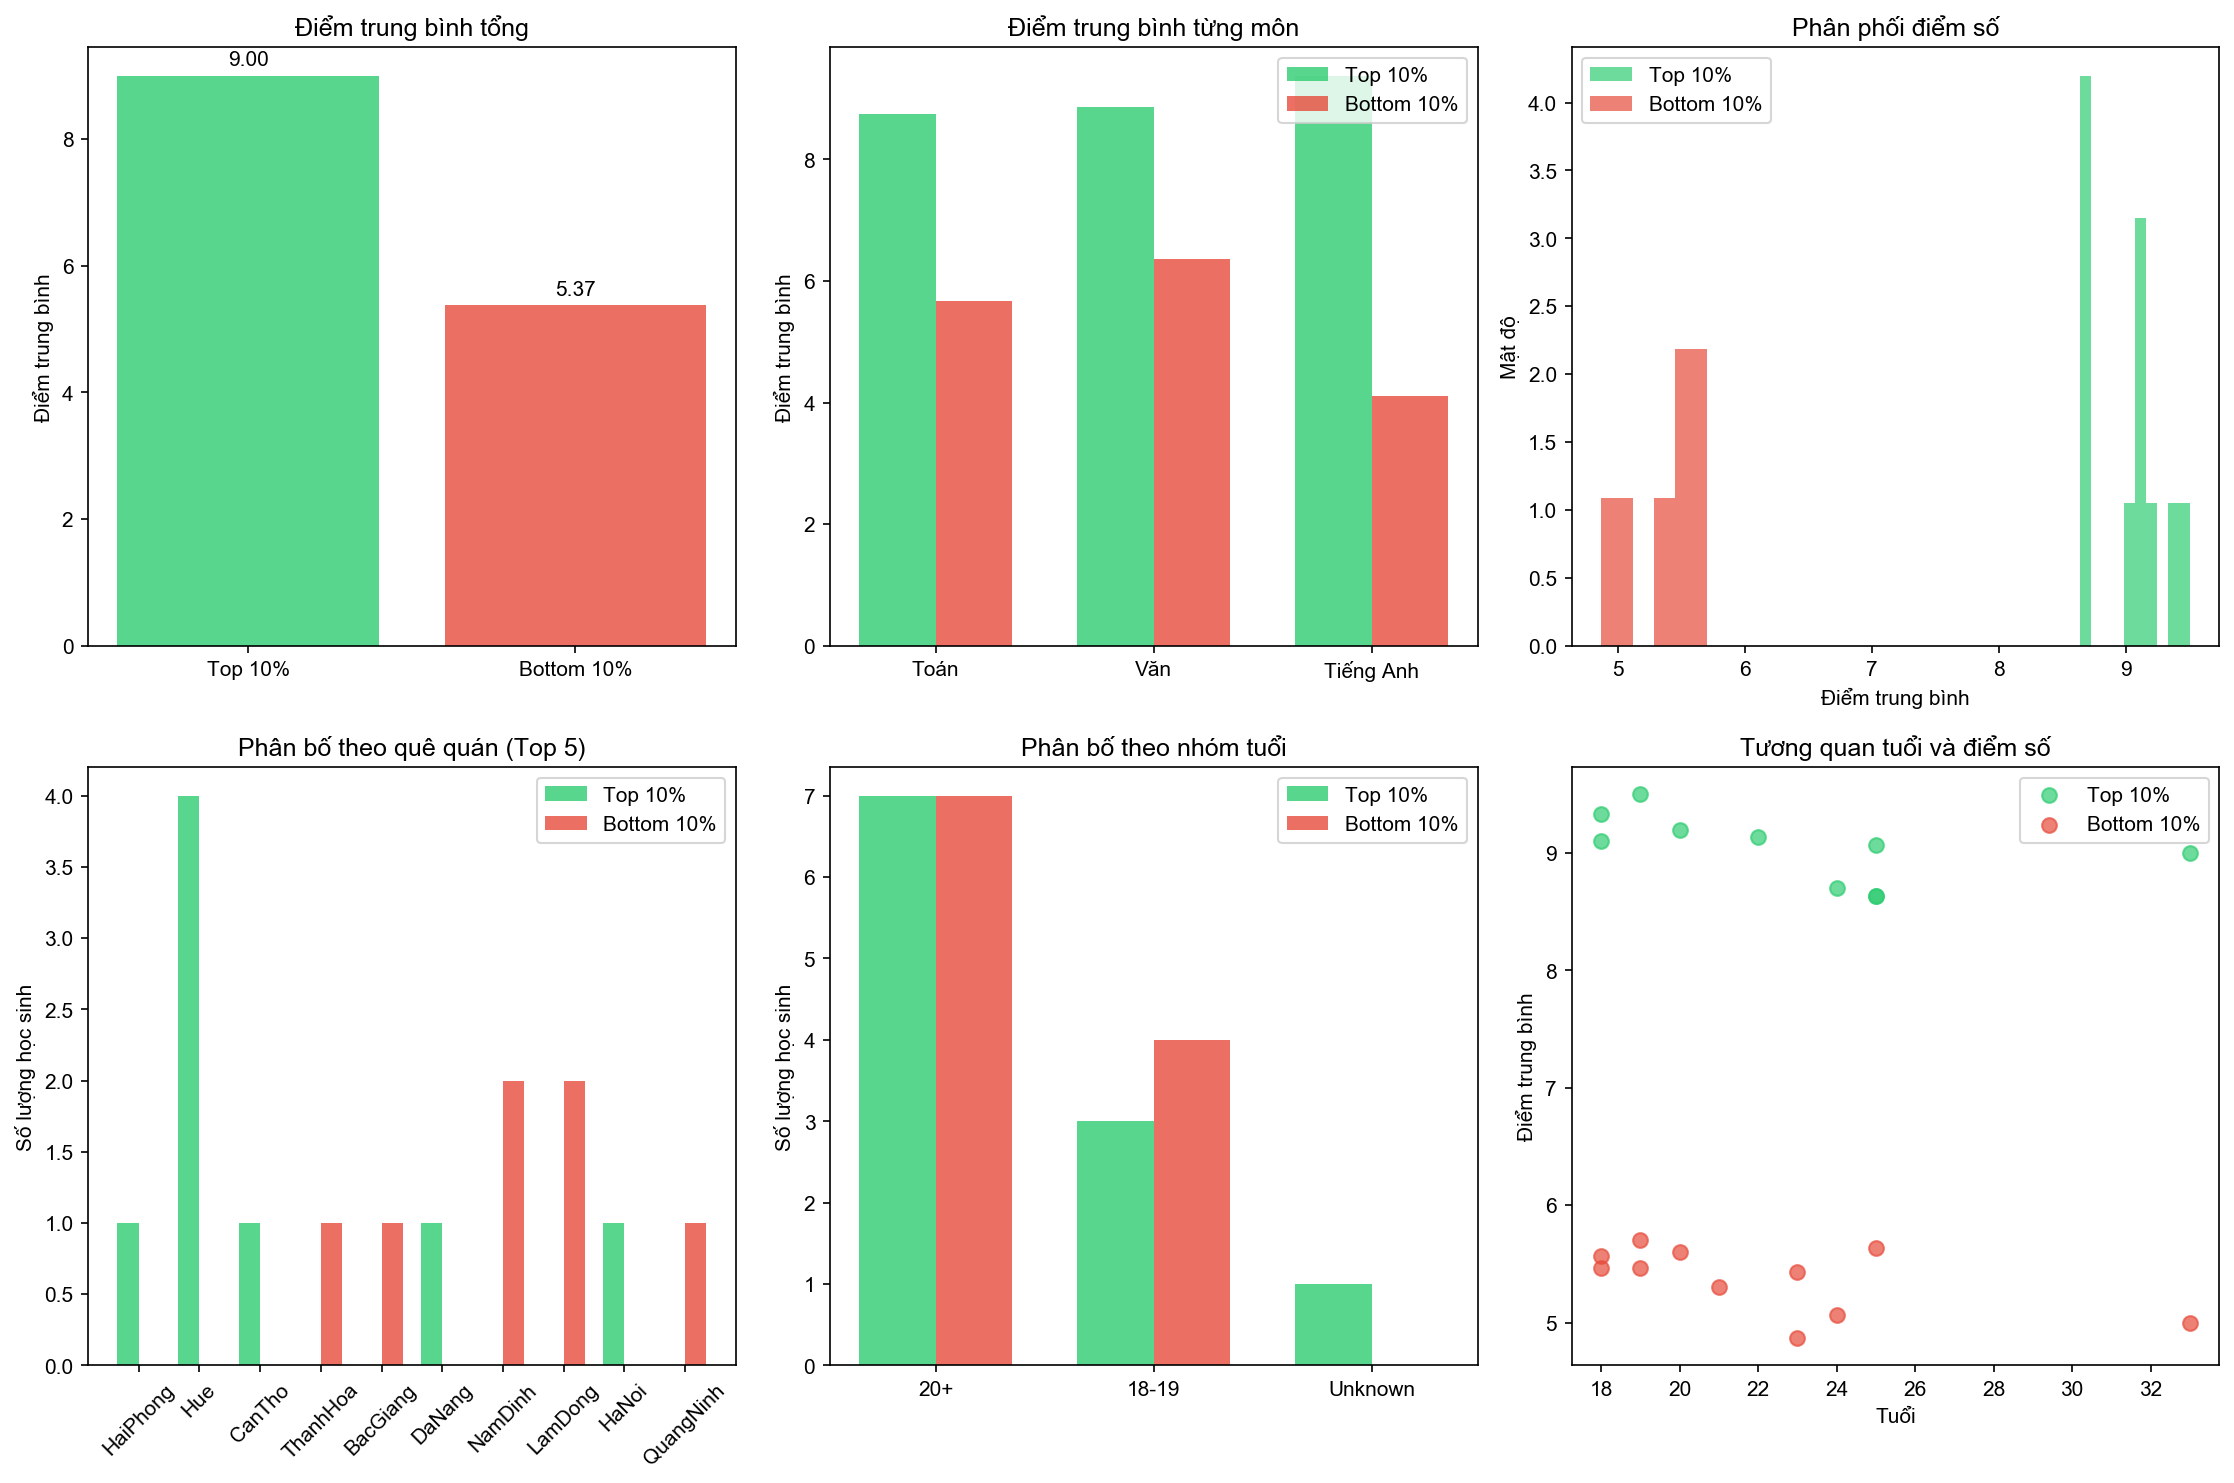 Điểm trung bình tổng
Điểm trung bình
9.00
5.37
8
6
4
2
0
Top 10%
Bottom 10%
Điểm trung bình từng môn
Điểm trung bình
Top 10%
Bottom 10%
8
6
4
2
0
Toán
Văn
Tiếng Anh
Phân phối điểm số
Mật độ
Top 10%
Bottom 10%
4.0
3.5
3.0
2.5
2.0
1.5
1.0
0.5
0.0
5
6
7
8
9
Điểm trung bình
Phân bố theo quê quán (Top 5)
Số lượng học sinh
Top 10%
Bottom 10%
4.0
3.5
3.0
2.5
2.0
1.5
1.0
0.5
0.0
HaiPhong
Hue
CanTho
ThanhHoa
BacGiang
DaNang
NamDinh
LamDong
HaNoi
QuangNinh
Phân bố theo nhóm tuổi
Số lượng học sinh
Top 10%
Bottom 10%
7
6
5
4
3
2
1
0
20+
18-19
Unknown
Tương quan tuổi và điểm số
Điểm trung bình
Top 10%
Bottom 10%
9
8
7
6
5
18
20
22
24
26
28
30
32
Tuổi